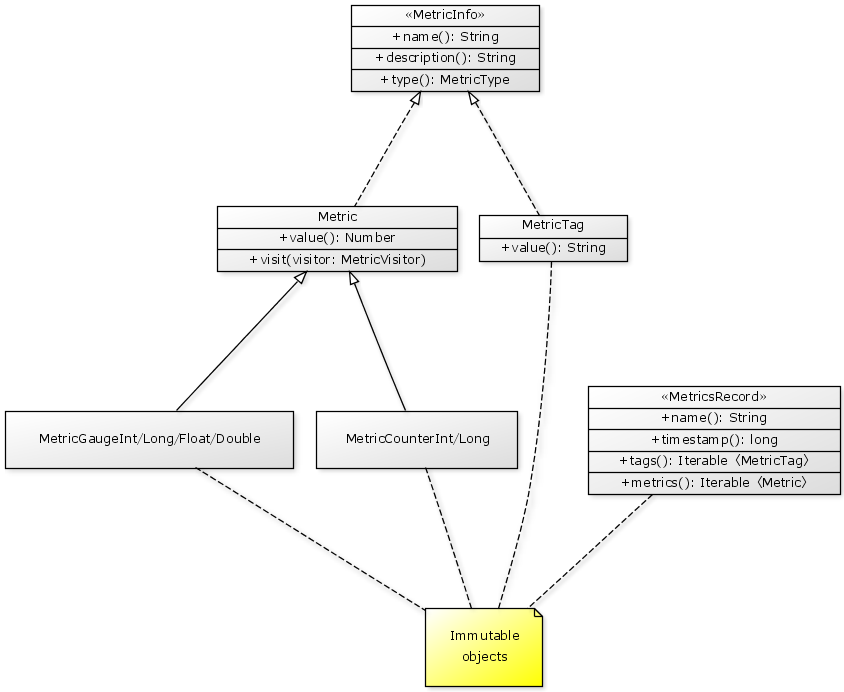 «MetricInfo»
+name(): String
+description(): String
+type(): MetricType
Metric
+value(): Number
+visit(visitor: MetricVisitor)
MetricTag
+value(): String
MetricGaugeInt/Long/Float/Double
MetricCounterInt/Long
«MetricsRecord»
+name(): String
+timestamp(): long
+tags(): Iterable〈MetricTag〉
+metrics(): Iterable〈Metric〉
Immutable
objects